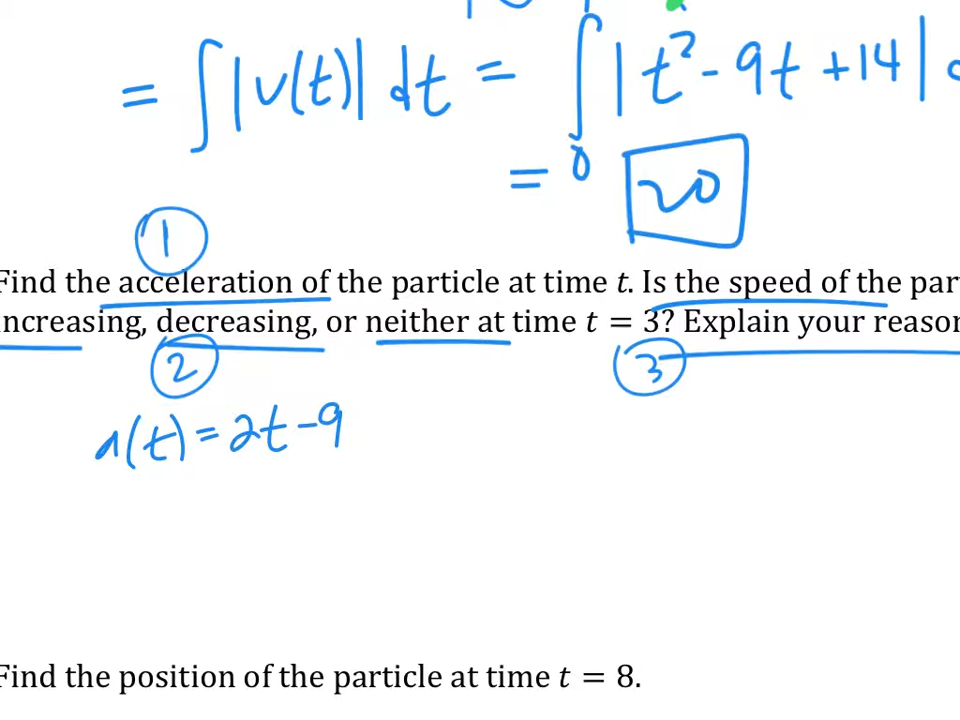 = ∫|v(t)| dt = ∫ |t² - 9t + 14|
0
= 20
1
Find the acceleration of the particle at time t. Is the speed of the par
increasing, decreasing, or neither at time t = 3? Explain your reason
2 3
a(t) = 2t - 9
Find the position of the particle at time t = 8.